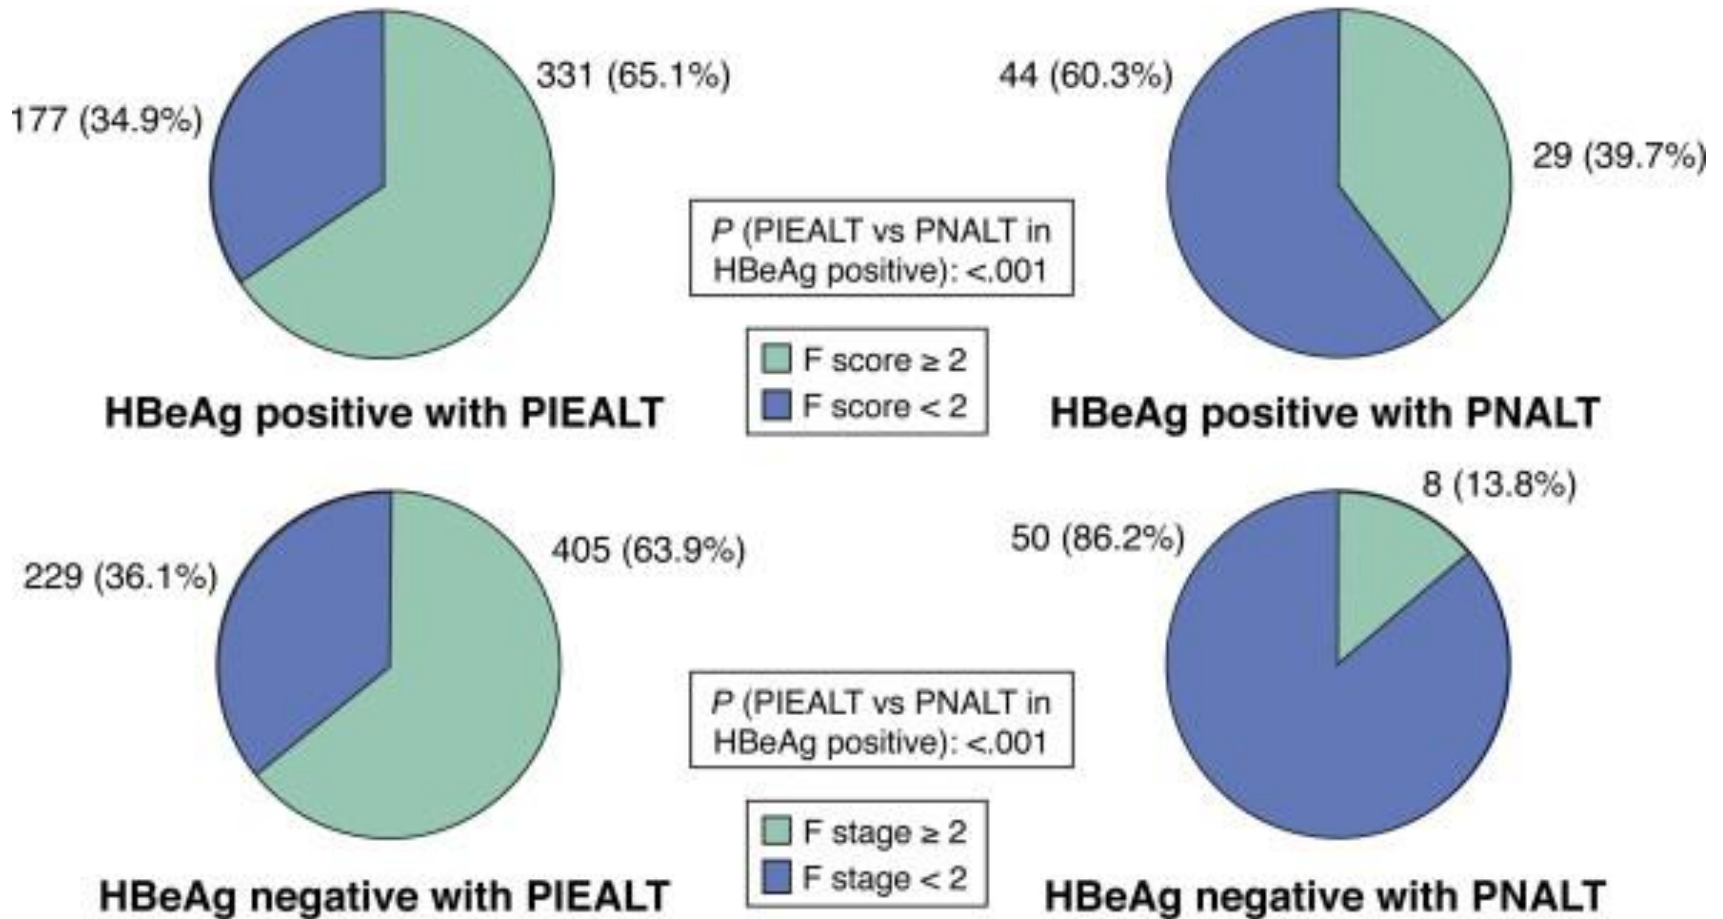 331 (65.1%)
177 (34.9%)
44 (60.3%)
29 (39.7%)
P (PIEALT vs PNALT in
HBeAg positive): <.001
F score ≥ 2
F score < 2
HBeAg positive with PIEALT
HBeAg positive with PNALT
405 (63.9%)
229 (36.1%)
8 (13.8%)
50 (86.2%)
P (PIEALT vs PNALT in
HBeAg positive): <.001
F stage ≥ 2
F stage < 2
HBeAg negative with PIEALT
HBeAg negative with PNALT